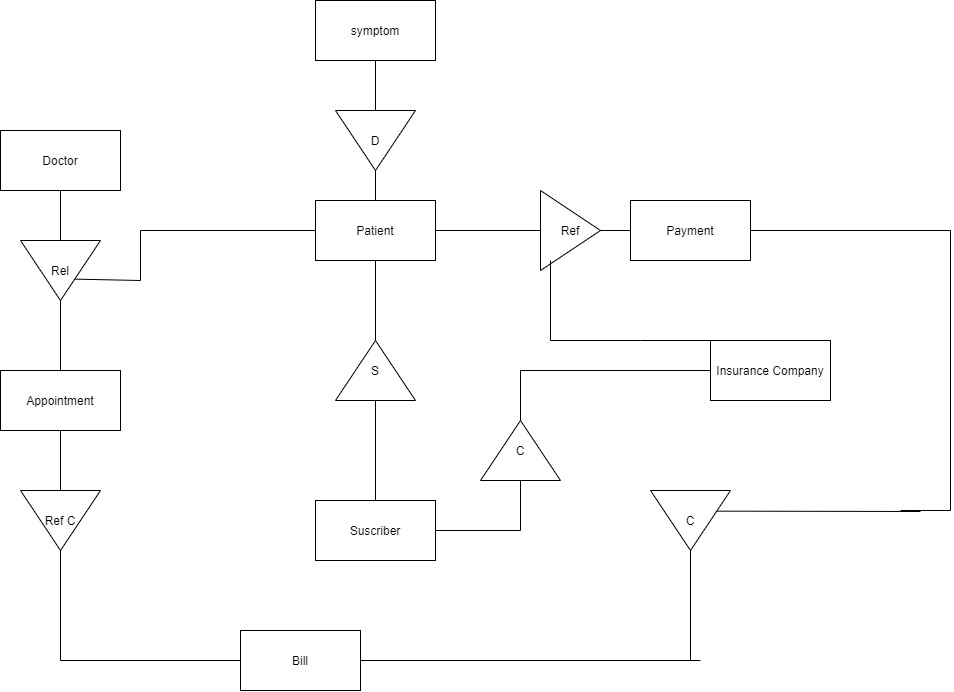 symptom
D
Doctor
Patient
Ref
Payment
Rel
Insurance Company
S
Appointment
C
Ref C
C
Suscriber
Bill